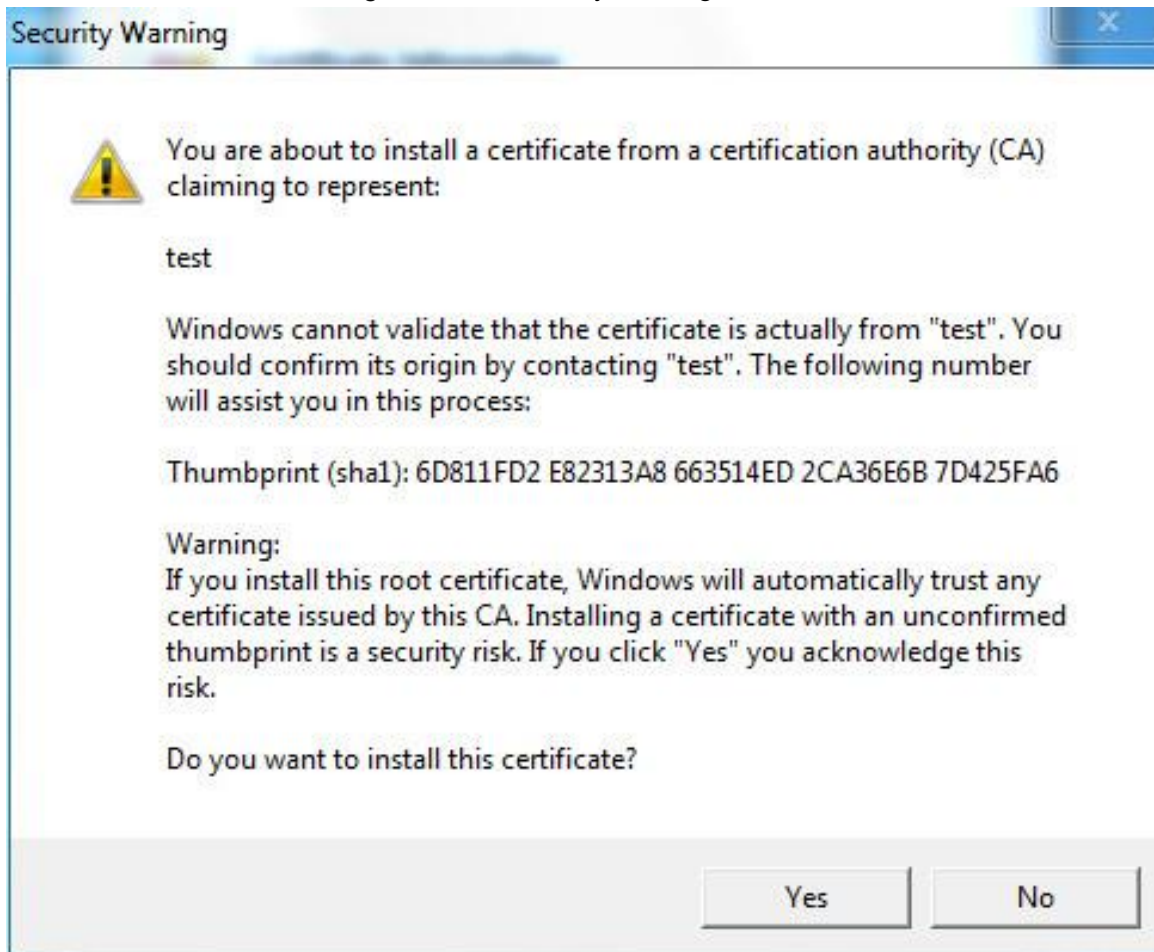 Security Warning
You are about to install a certificate from a certification authority (CA)
claiming to represent:
test
Windows cannot validate that the certificate is actually from "test". You
should confirm its origin by contacting "test". The following number
will assist you in this process:
Thumbprint (sha1): 6D811FD2 E82313A8 663514ED 2CA36E6B 7D425FA6
Warning:
If you install this root certificate, Windows will automatically trust any
certificate issued by this CA. Installing a certificate with an unconfirmed
thumbprint is a security risk. If you click "Yes" you acknowledge this
risk.
Do you want to install this certificate?
Yes
No